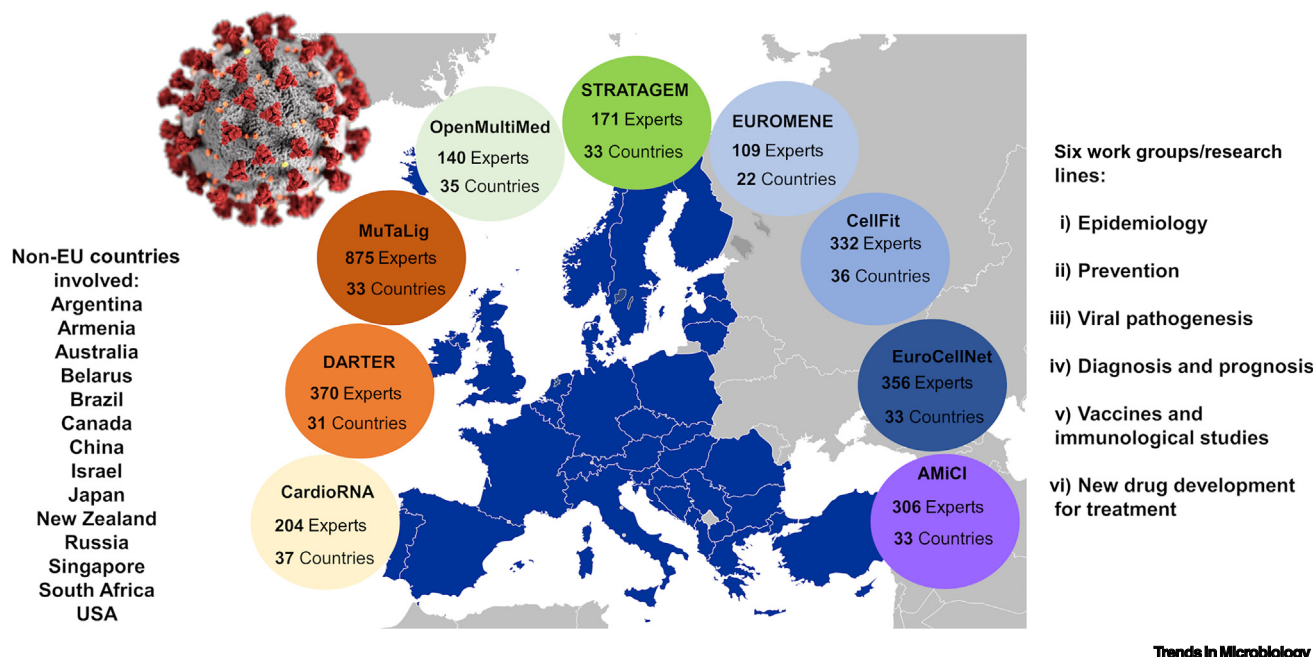 STRATAGEM
171 Experts
33 Countries
OpenMultiMed
140 Experts
35 Countries
EUROMENE
109 Experts
22 Countries
MuTaLig
875 Experts
33 Countries
CellFit
332 Experts
36 Countries
DARTER
370 Experts
31 Countries
EuroCellNet
356 Experts
33 Countries
CardioRNA
204 Experts
37 Countries
AMiCI
306 Experts
33 Countries
Non-EU countries
involved:
Argentina
Armenia
Australia
Belarus
Brazil
Canada
China
Israel
Japan
New Zealand
Russia
Singapore
South Africa
USA
Six work groups/research
lines:
i) Epidemiology
ii) Prevention
iii) Viral pathogenesis
iv) Diagnosis and prognosis
v) Vaccines and
immunological studies
vi) New drug development
for treatment
Trends in Microbiology